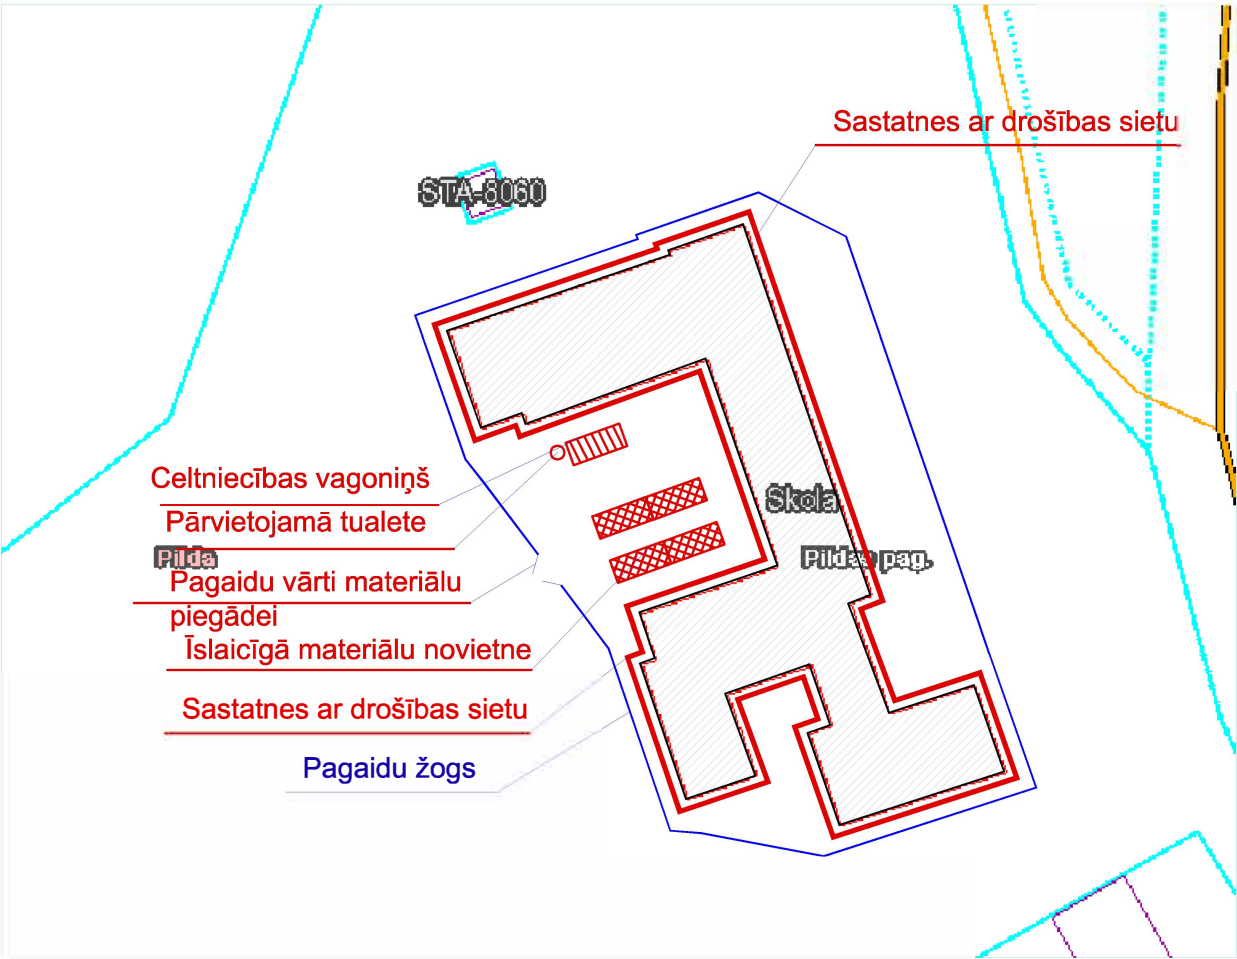 Sastatnes ar drošības sietu
STA-8060
Celtniecības vagoniņš
Skola
Pārvietojamā tualete
Pilda
Pildas pag.
Pagaidu vārti materiālu
piegādei
Īslaicīgā materiālu novietne
Sastatnes ar drošības sietu
Pagaidu žogs